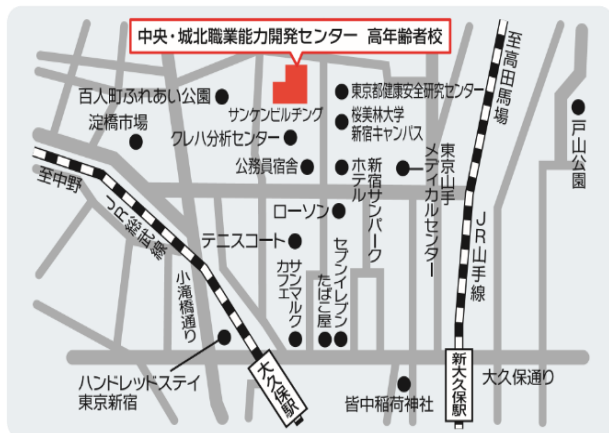 中央・城北職業能力開発センター 高年齢者校
至高田馬場
百人町ふれあい公園
淀橋市場
サンケンビルヂング
クレハ分析センター
公務員宿舎
東京都健康安全研究センター
桜美林大学
新宿キャンパス
新宿サンパーク
ホテル
東京山手
メディカルセンター
戸山公園
至中野
JR総武線
JR山手線
ローソン
テニスコート
サンマルク
カフェ
たばこ屋
セブンイレブン
小滝橋通り
ハンドレッドステイ
東京新宿
大久保駅
皆中稲荷神社
新大久保駅
大久保通り